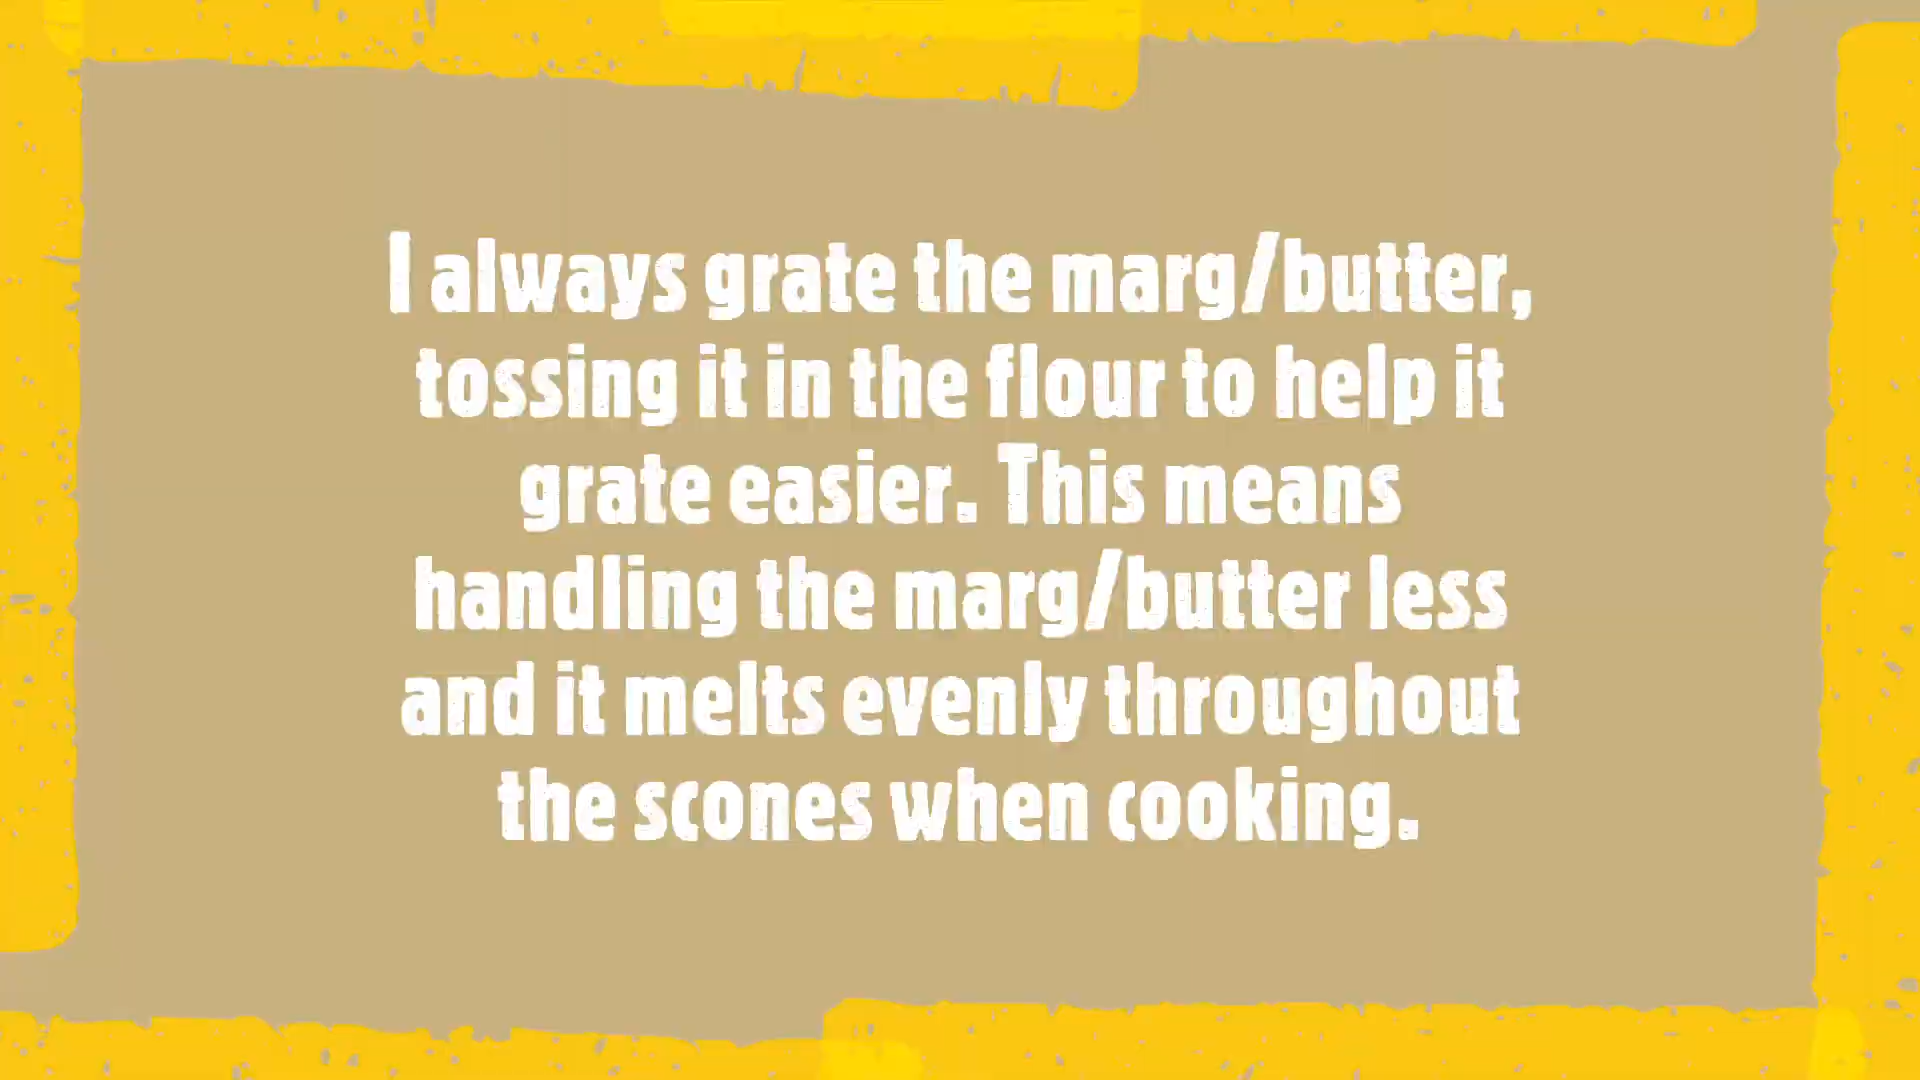 I always grate the marg/butter,
tossing it in the flour to help it
grate easier. This means
handling the marg/butter less
and it melts evenly throughout
the scones when cooking.